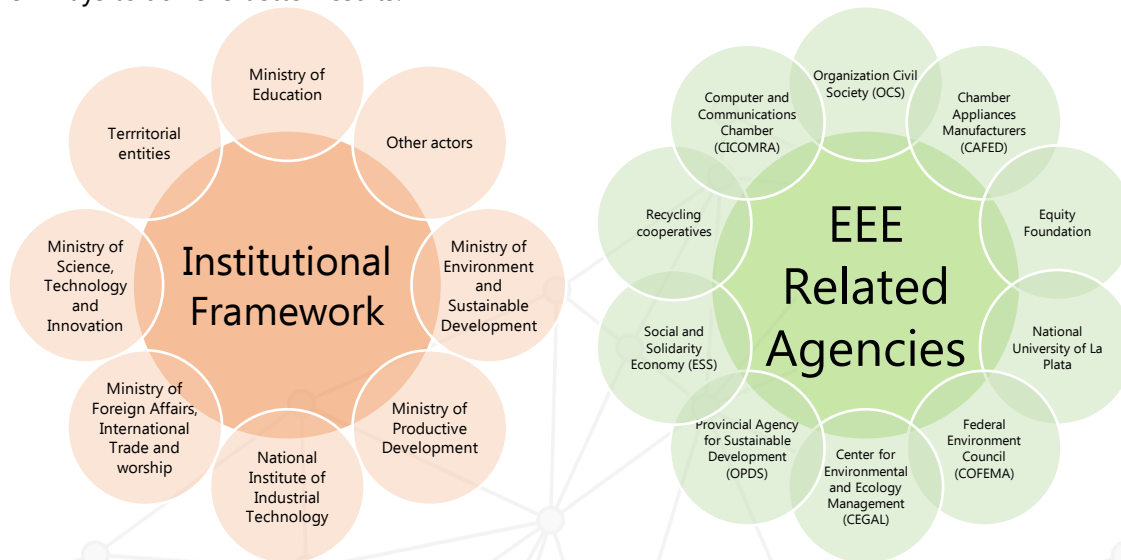 Ministry of
Education
Other actors
Ministry of
Environment
and
Sustainable
Development
Ministry of
Productive
Development
National
Institute of
Industrial
Technology
Ministry of
Foreign Affairs,
International
Trade and
worship
Ministry of
Science,
Technology
and
Innovation
Terrritorial
entities
Institutional
Framework
Organization Civil
Society (OCS)
Chamber
Appliances
Manufacturers
(CAFED)
Equity
Foundation
National
University of La
Plata
Federal
Environment
Council
(COFEMA)
Center for
Environmental
and Ecology
Management
(CEGAL)
Provincial Agency
for Sustainable
Development
(OPDS)
Social and
Solidarity
Economy (ESS)
Recycling
cooperatives
Computer and
Communications
Chamber
(CICOMRA)
EEE
Related
Agencies